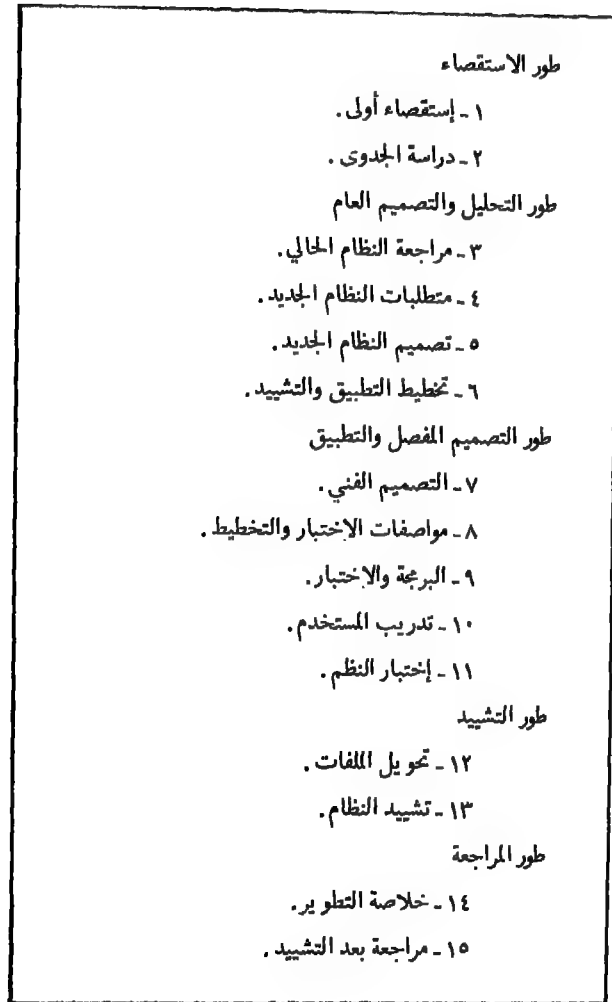 طور الاستقصاء
١ ـ إستقصاء أولى.
٢ ـ دراسة الجدوى.
طور التحليل والتصميم العام
٣ ـ مراجعة النظام الحالي.
٤ ـ متطلبات النظام الجديد.
٥ ـ تصميم النظام الجديد.
٦ ـ تخطيط التطبيق والتشييد.
طور التصميم المفصل والتطبيق
٧ ـ التصميم الفني.
٨ ـ مواصفات الإختبار والتخطيط.
٩ ـ البرمجة والإختبار.
١٠ ـ تدريب المستخدم.
١١ ـ إختبار النظم.
طور التشييد
١٢ ـ تحويل الملفات.
١٣ ـ تشييد النظام.
طور المراجعة
١٤ ـ خلاصة التطوير.
١٥ ـ مراجعة بعد التشييد.